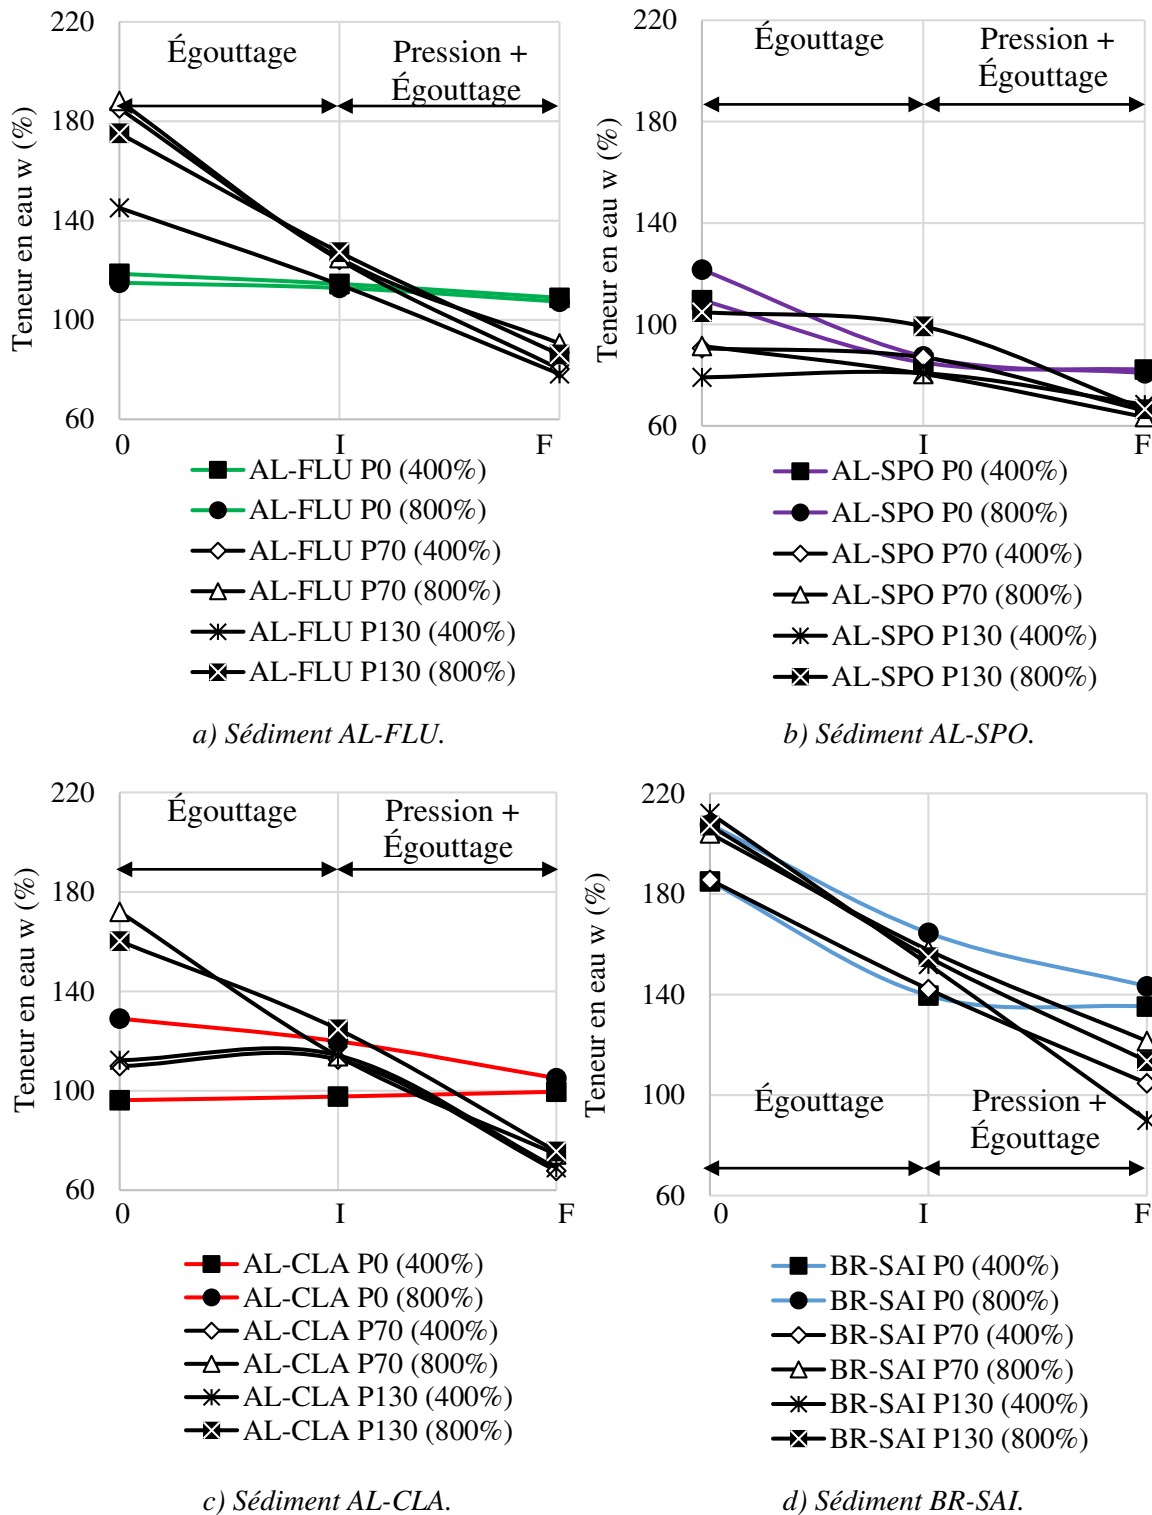 220
180
140
100
60
Teneur en eau w (%)
Égouttage
Pression +
Égouttage
0
I
F
AL-FLU P0 (400%)
AL-FLU P0 (800%)
AL-FLU P70 (400%)
AL-FLU P70 (800%)
AL-FLU P130 (400%)
AL-FLU P130 (800%)
a) Sédiment AL-FLU.
220
180
140
100
60
Teneur en eau w (%)
Égouttage
Pression +
Égouttage
0
I
F
AL-SPO P0 (400%)
AL-SPO P0 (800%)
AL-SPO P70 (400%)
AL-SPO P70 (800%)
AL-SPO P130 (400%)
AL-SPO P130 (800%)
b) Sédiment AL-SPO.
220
180
140
100
60
Teneur en eau w (%)
Égouttage
Pression +
Égouttage
0
I
F
AL-CLA P0 (400%)
AL-CLA P0 (800%)
AL-CLA P70 (400%)
AL-CLA P70 (800%)
AL-CLA P130 (400%)
AL-CLA P130 (800%)
c) Sédiment AL-CLA.
220
180
140
100
60
Teneur en eau w (%)
Égouttage
Pression +
Égouttage
0
I
F
BR-SAI P0 (400%)
BR-SAI P0 (800%)
BR-SAI P70 (400%)
BR-SAI P70 (800%)
BR-SAI P130 (400%)
BR-SAI P130 (800%)
d) Sédiment BR-SAI.